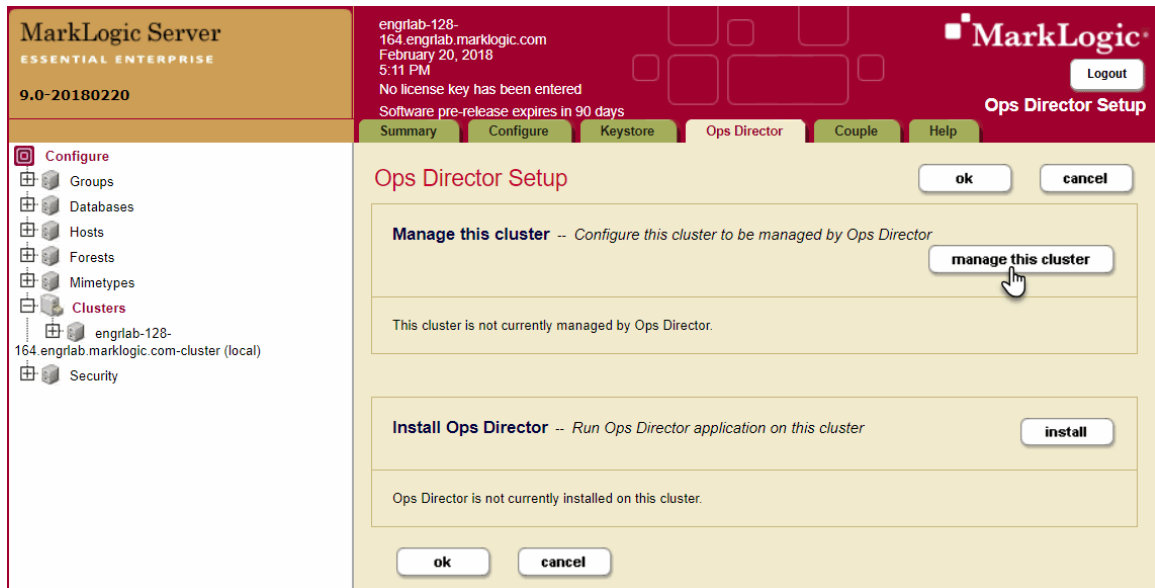 MarkLogic Server
ESSENTIAL ENTERPRISE
9.0-20180220
engrlab-128-
164.engrlab.marklogic.com
February 20, 2018
5:11 PM
No license key has been entered
Software pre-release expires in 90 days
MarkLogic
Logout
Ops Director Setup
Summary Configure Keystore Ops Director Couple Help
Configure
Groups
Databases
Hosts
Forests
Mimetypes
Clusters
engrlab-128-
164.engrlab.marklogic.com-cluster (local)
Security
Ops Director Setup
ok cancel
Manage this cluster -- Configure this cluster to be managed by Ops Director
manage this cluster
This cluster is not currently managed by Ops Director.
Install Ops Director -- Run Ops Director application on this cluster
install
Ops Director is not currently installed on this cluster.
ok cancel